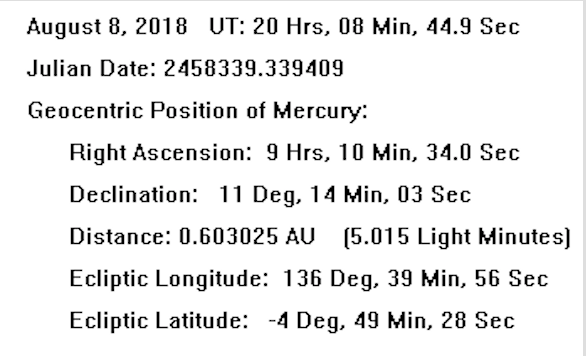 August 8, 2018 UT: 20 Hrs, 08 Min, 44.9 Sec
Julian Date: 2458339.339409
Geocentric Position of Mercury:
Right Ascension: 9 Hrs, 10 Min, 34.0 Sec
Declination: 11 Deg, 14 Min, 03 Sec
Distance: 0.603025 AU (5.015 Light Minutes)
Ecliptic Longitude: 136 Deg, 39 Min, 56 Sec
Ecliptic Latitude: -4 Deg, 49 Min, 28 Sec